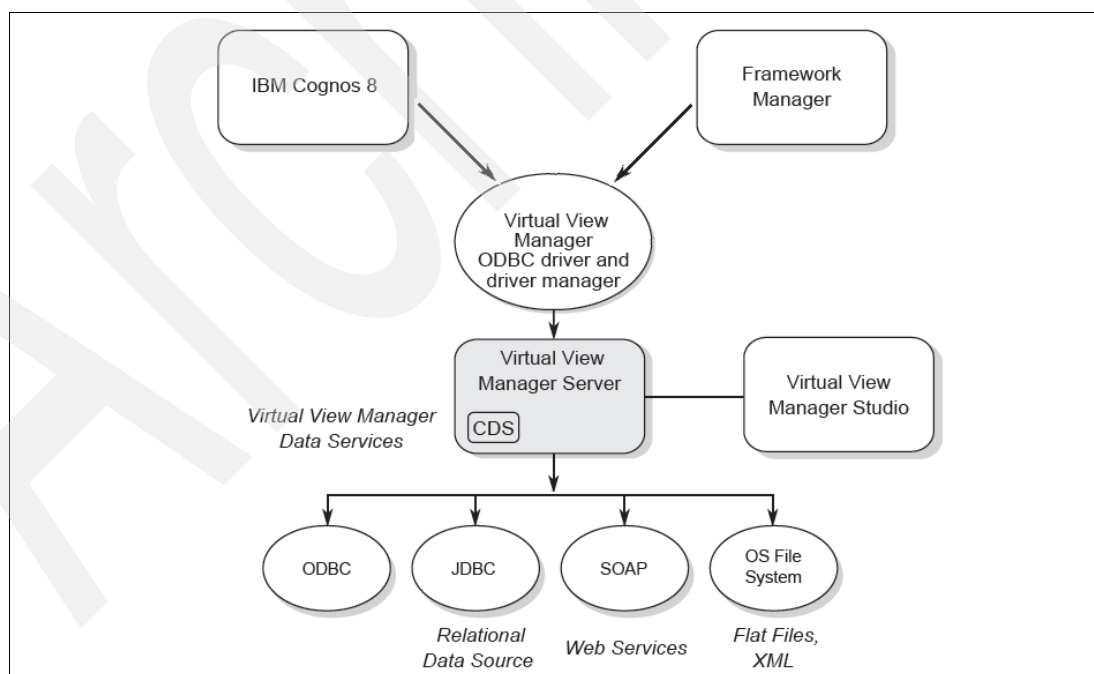 IBM Cognos 8
Framework
Manager
Virtual View
Manager
ODBC driver and
driver manager
Virtual View
Manager Server
CDS
Virtual View
Manager Studio
Virtual View Manager
Data Services
ODBC
JDBC
SOAP
OS File
System
Relational
Data Source
Web Services
Flat Files,
XML